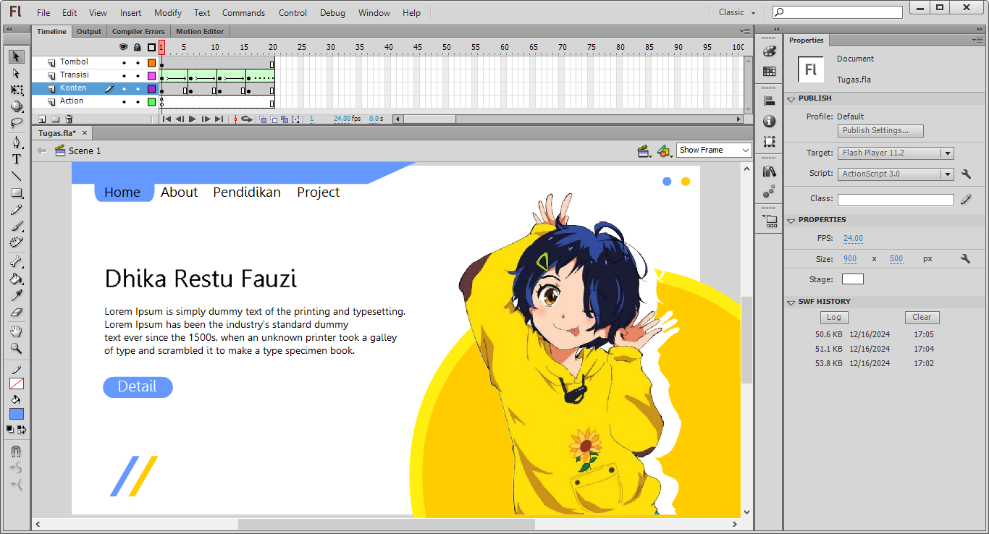 Fl File Edit View Insert Modify Text Commands Control Debug Window Help Classic
Timeline Output Compiler Errors Motion Editor
1 5 10 15 20 25 30 35 40 45 50 55 60 65 70 75 80 85 90 95 100
Tombol
Transisi
Konten
Action
1 24.00 fps 0.0 s
Tugas.fla* ×
Scene 1 Show Frame
Home About Pendidikan Project
Dhika Restu Fauzi
Lorem Ipsum is simply dummy text of the printing and typesetting.
Lorem Ipsum has been the industry's standard dummy
text ever since the 1500s, when an unknown printer took a galley
of type and scrambled it to make a type specimen book.
Detail
Properties
Fl Document
Tugas.fla
PUBLISH
Profile: Default
Publish Settings...
Target: Flash Player 11.2
Script: ActionScript 3.0
Class:
PROPERTIES
FPS: 24.00
Size: 900 x 500 px
Stage:
SWF HISTORY
Log Clear
50.6 KB 12/16/2024 17:05
51.1 KB 12/16/2024 17:04
53.8 KB 12/16/2024 17:02